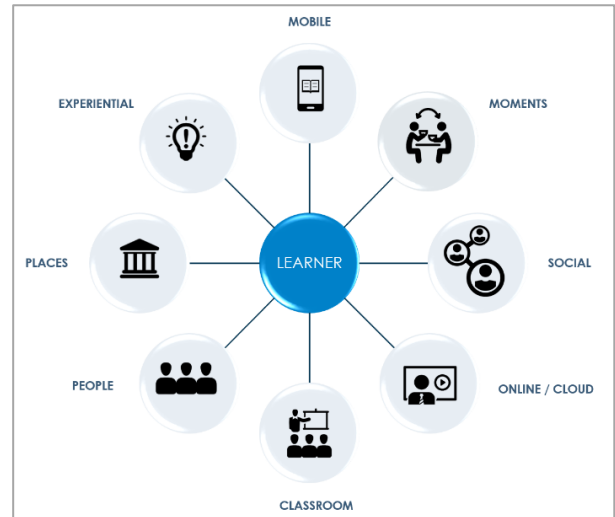 MOBILE
EXPERIENTIAL
MOMENTS
PLACES
LEARNER
SOCIAL
PEOPLE
ONLINE / CLOUD
CLASSROOM